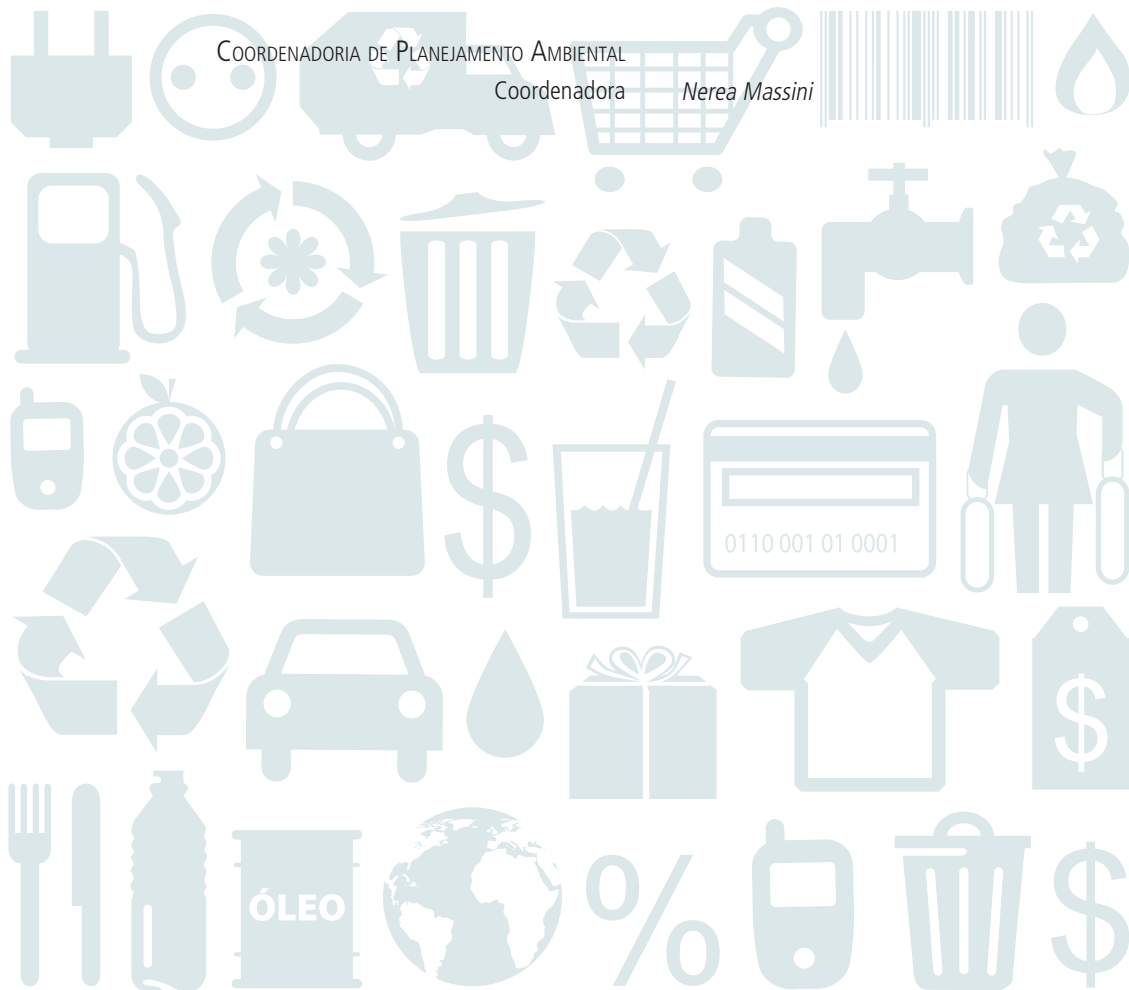 COORDENADORIA DE PLANEJAMENTO AMBIENTAL
Coordenadora Nerea Massini
$
0110 001 01 0001
$
ÓLEO
%
$